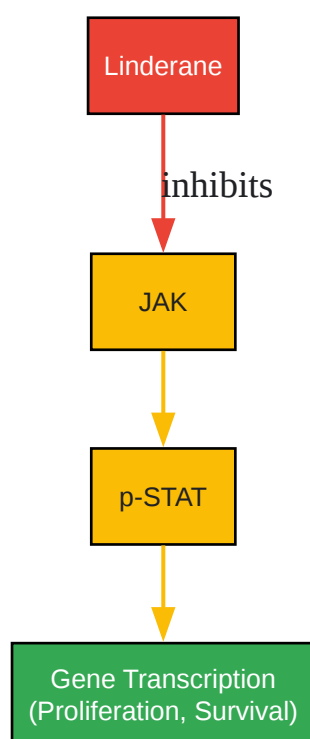 Linderane
inhibits
JAK
p-STAT
Gene Transcription
(Proliferation, Survival)